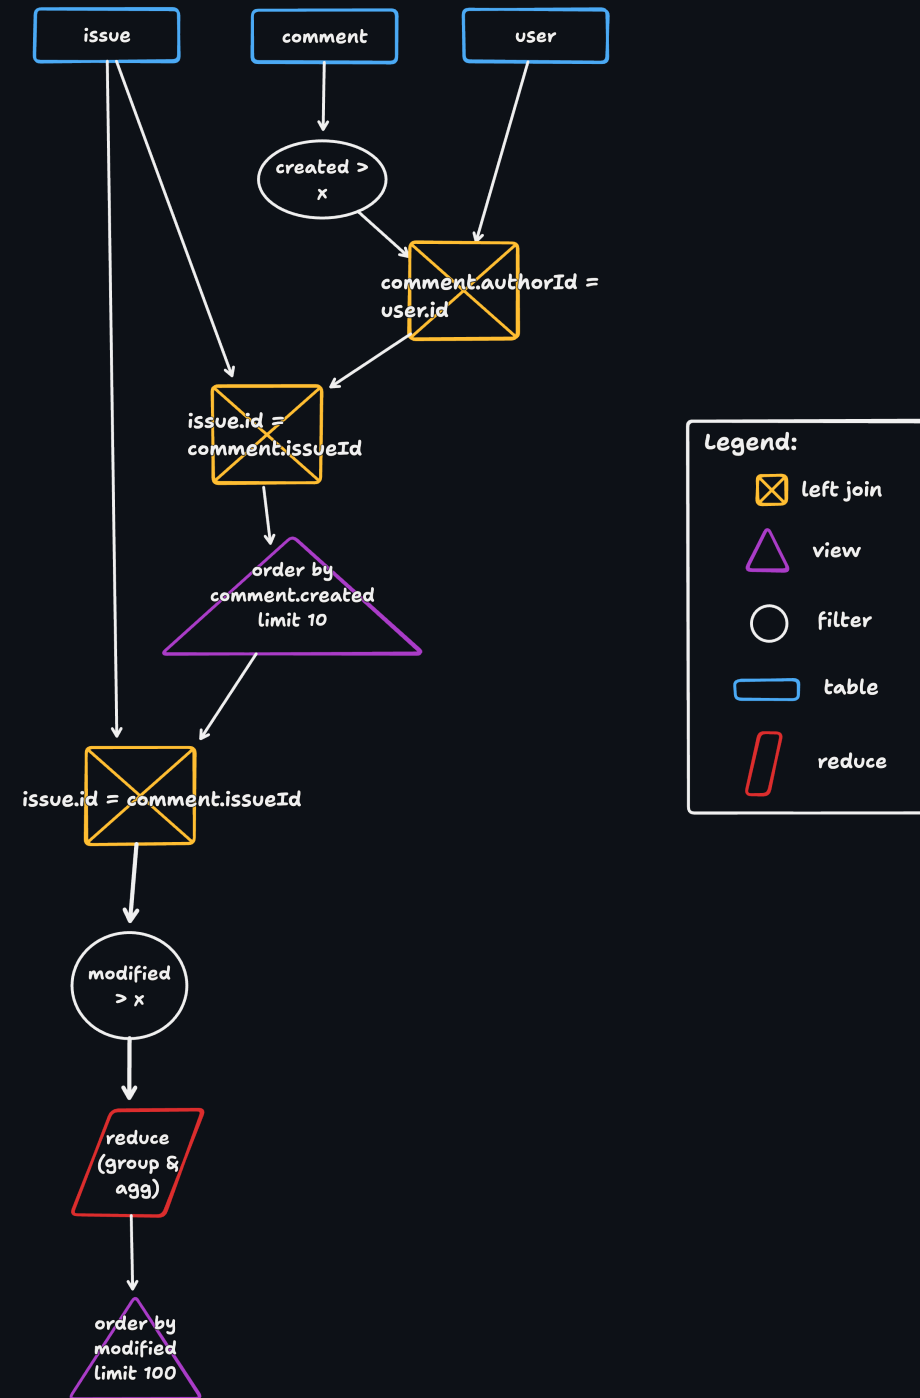 issue
comment
user
created >
x
comment.authorId =
user.id
issue.id =
comment.issueId
order by
comment.created
limit 10
issue.id = comment.issueId
modified
> x
reduce
(group &
agg)
order by
modified
limit 100
Legend:
left join
view
filter
table
reduce